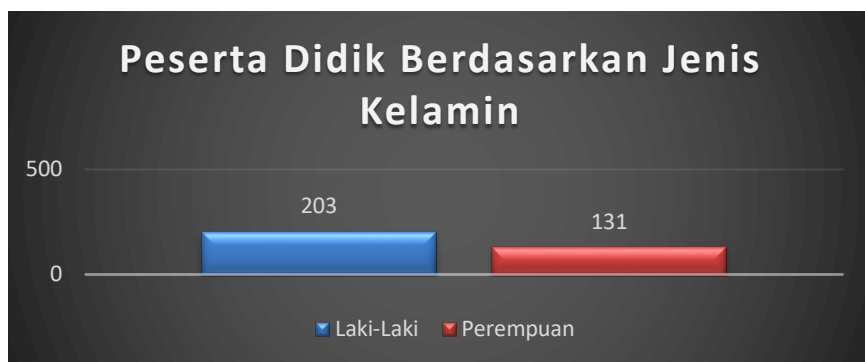 Peserta Didik Berdasarkan Jenis
Kelamin
500
203
131
0
Laki-Laki Perempuan